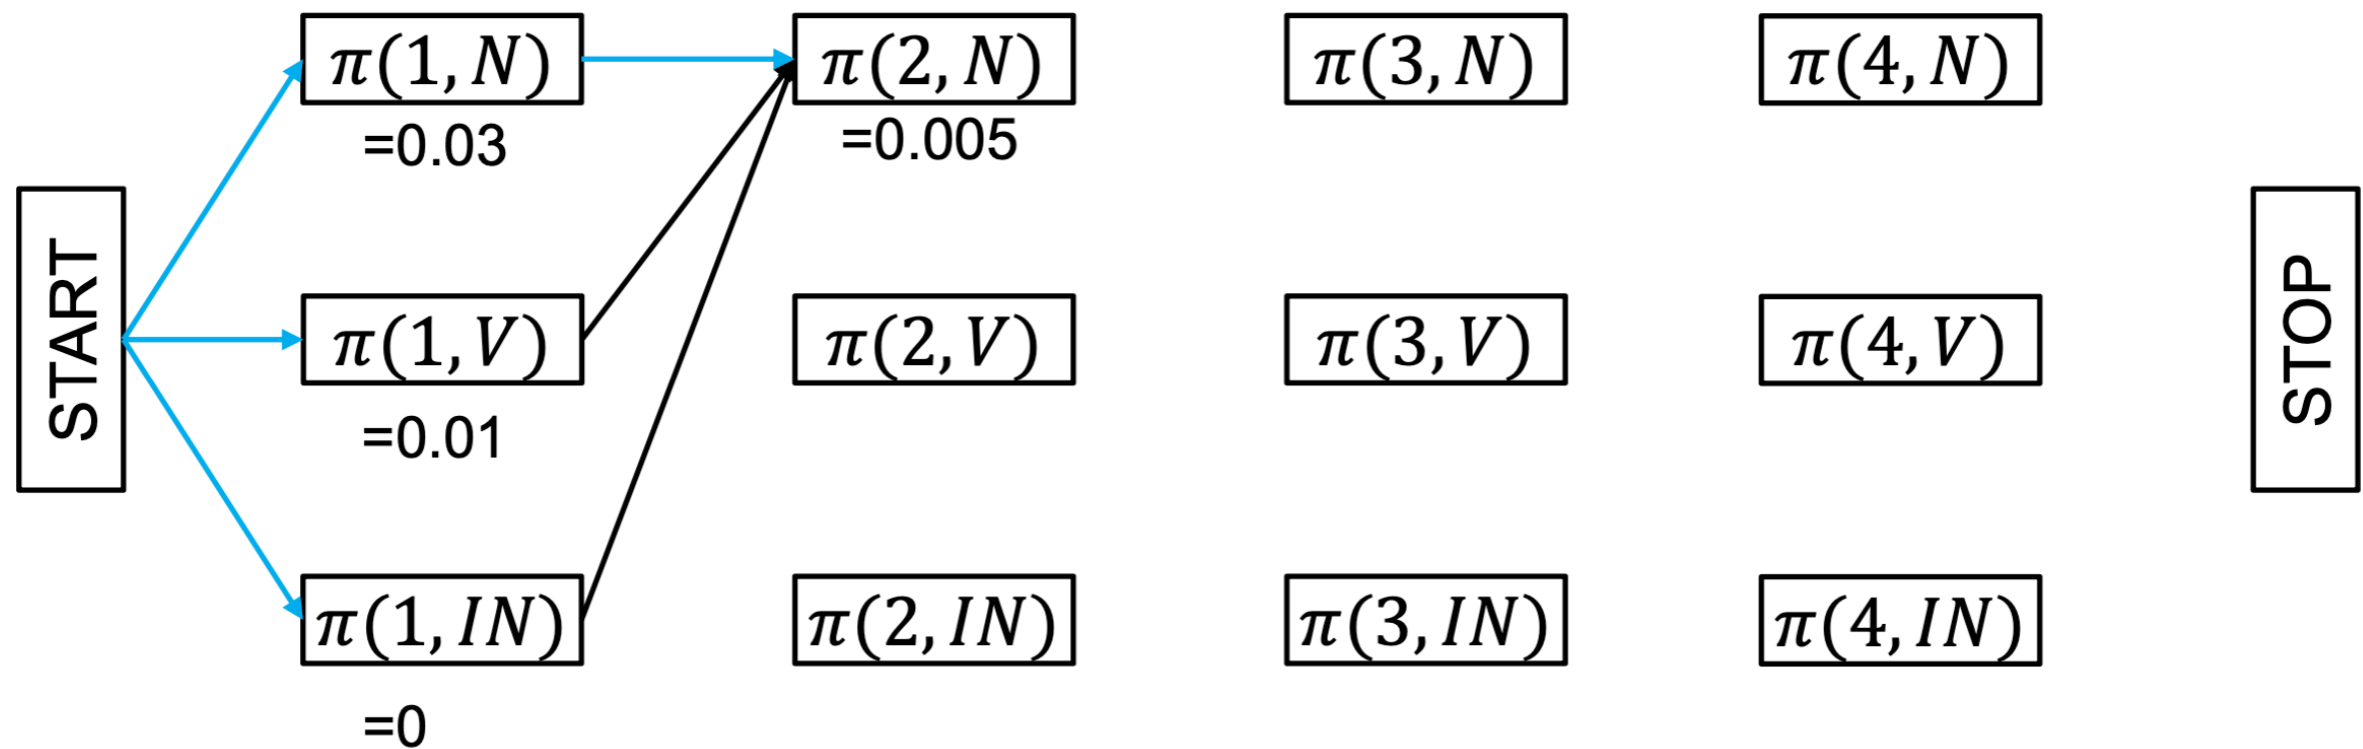 START
π(1, N)
=0.03
π(1, V)
=0.01
π(1, IN)
=0
π(2, N)
=0.005
π(2, V)
π(2, IN)
π(3, N)
π(3, V)
π(3, IN)
π(4, N)
π(4, V)
π(4, IN)
STOP